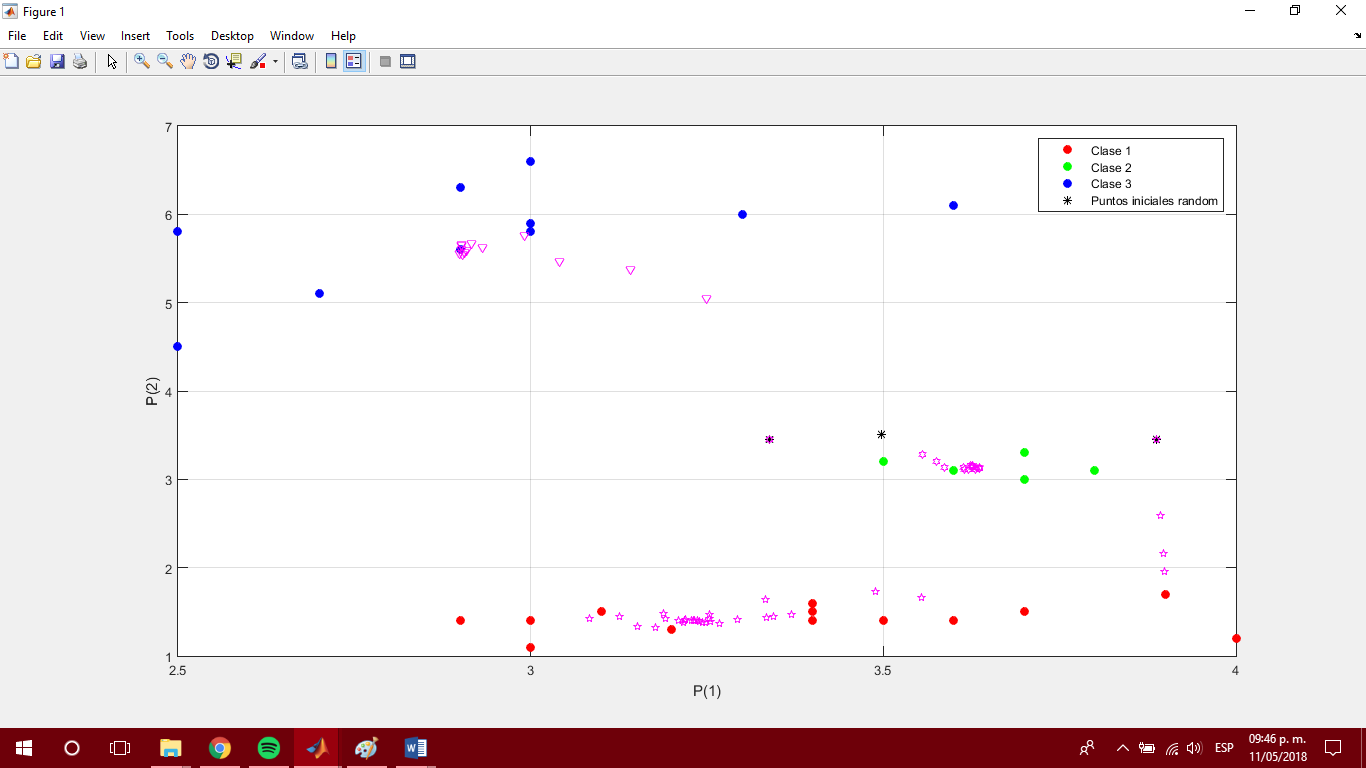 Figure 1
File Edit View Insert Tools Desktop Window Help
7
6
5
4
3
2
1
P(2)
2.5 3 3.5 4
P(1)
Clase 1
Clase 2
Clase 3
Puntos iniciales random
ESP
09:46 p. m.
11/05/2018